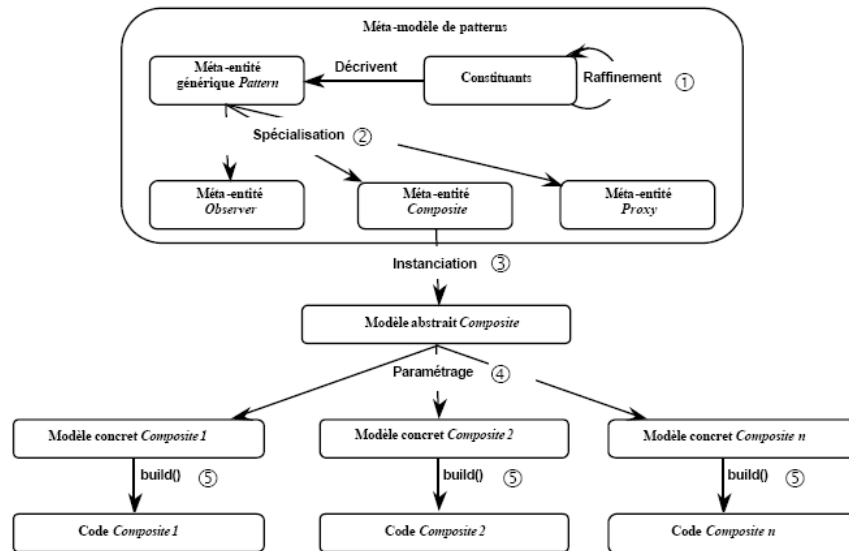 Méta-modèle de patterns
Méta-entité
générique Pattern
Décrivent
Constituants
Raffinement ①
Spécialisation ②
Méta-entité
Observer
Méta-entité
Composite
Méta-entité
Proxy
Instanciation ③
Modèle abstrait Composite
Paramétrage ④
Modèle concret Composite 1
Modèle concret Composite 2
Modèle concret Composite n
build() ⑤
build() ⑤
build() ⑤
Code Composite 1
Code Composite 2
Code Composite n